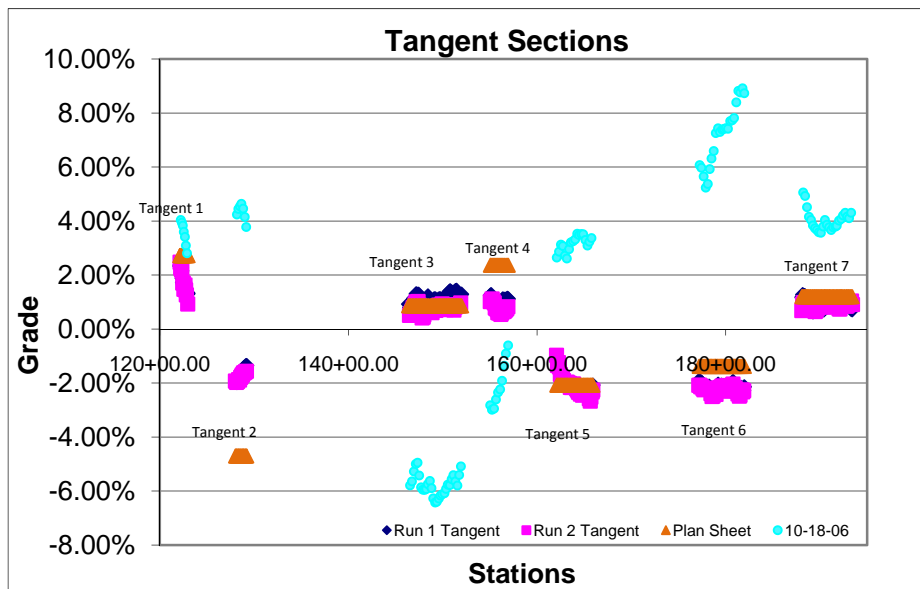 Tangent Sections
10.00%
8.00%
6.00%
4.00%
2.00%
0.00%
-2.00%
-4.00%
-6.00%
-8.00%
Grade
Tangent 1
Tangent 2
Tangent 3
Tangent 4
Tangent 5
Tangent 6
Tangent 7
120+00.00 140+00.00 160+00.00 180+00.00
Run 1 Tangent Run 2 Tangent Plan Sheet 10-18-06
Stations